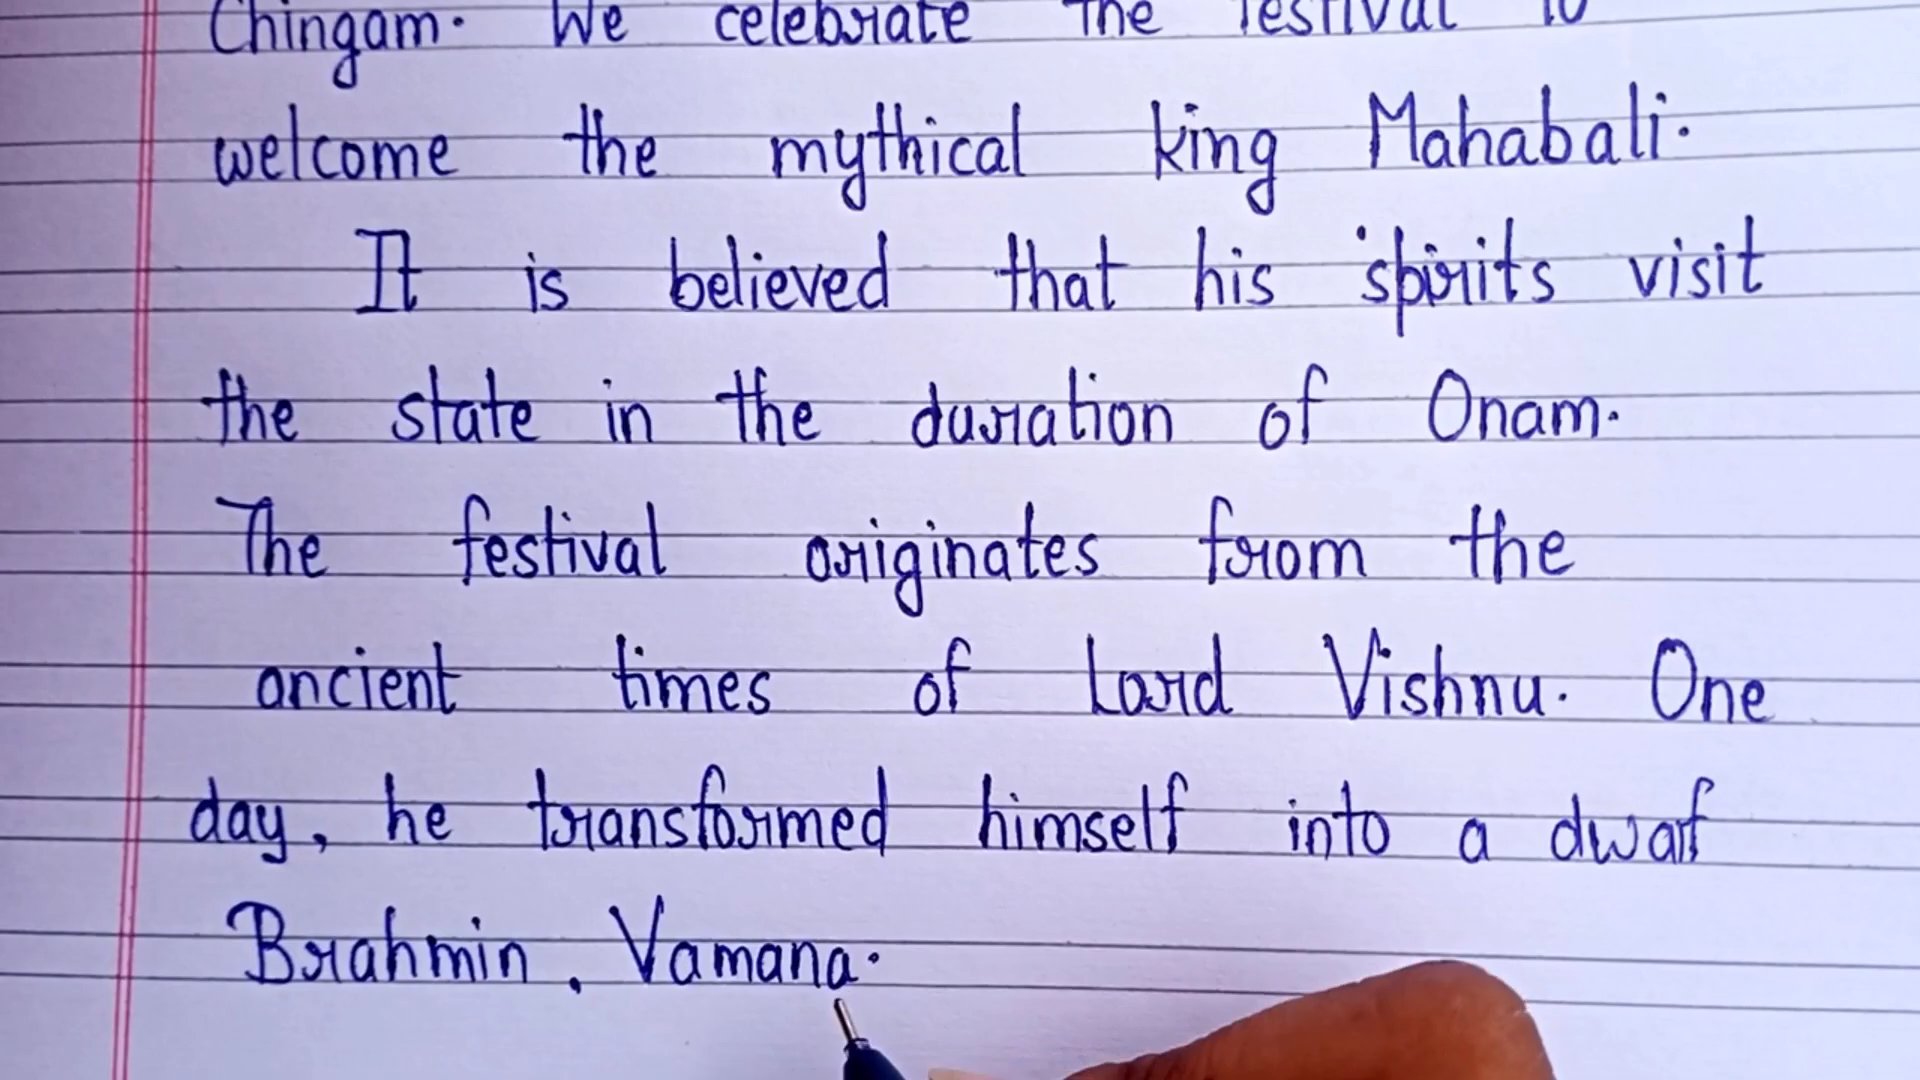 Chingam. We celebrate the festival to
welcome the mythical king Mahabali.
It is believed that his spirits visit
the state in the duration of Onam.
The festival originates from the
ancient times of Lord Vishnu. One
day, he transformed himself into a dwarf
Brahmin, Vamana.